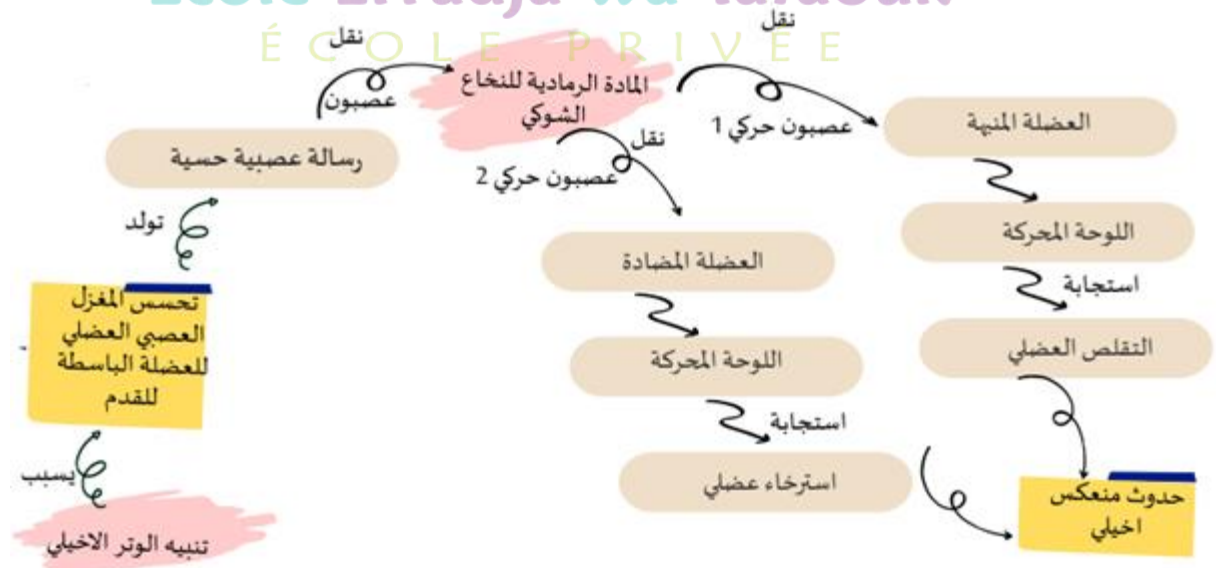 ÉCOLE PRIVÉE
نقل
المادة الرمادية للنخاع
الشوكي
عصبون
رسالة عصبية حسية
تولد
تحسس المغزل
العصبي العضلي
للعضلة الباسطة
للقدم
يسبب
تنبيه الوتر الاخيلي
نقل
عصبون حركي 1
العضلة المنبهة
اللوحة المحركة
استجابة
التقلص العضلي
نقل
عصبون حركي 2
العضلة المضادة
اللوحة المحركة
استجابة
استرخاء عضلي
حدوث منعكس
اخيلي